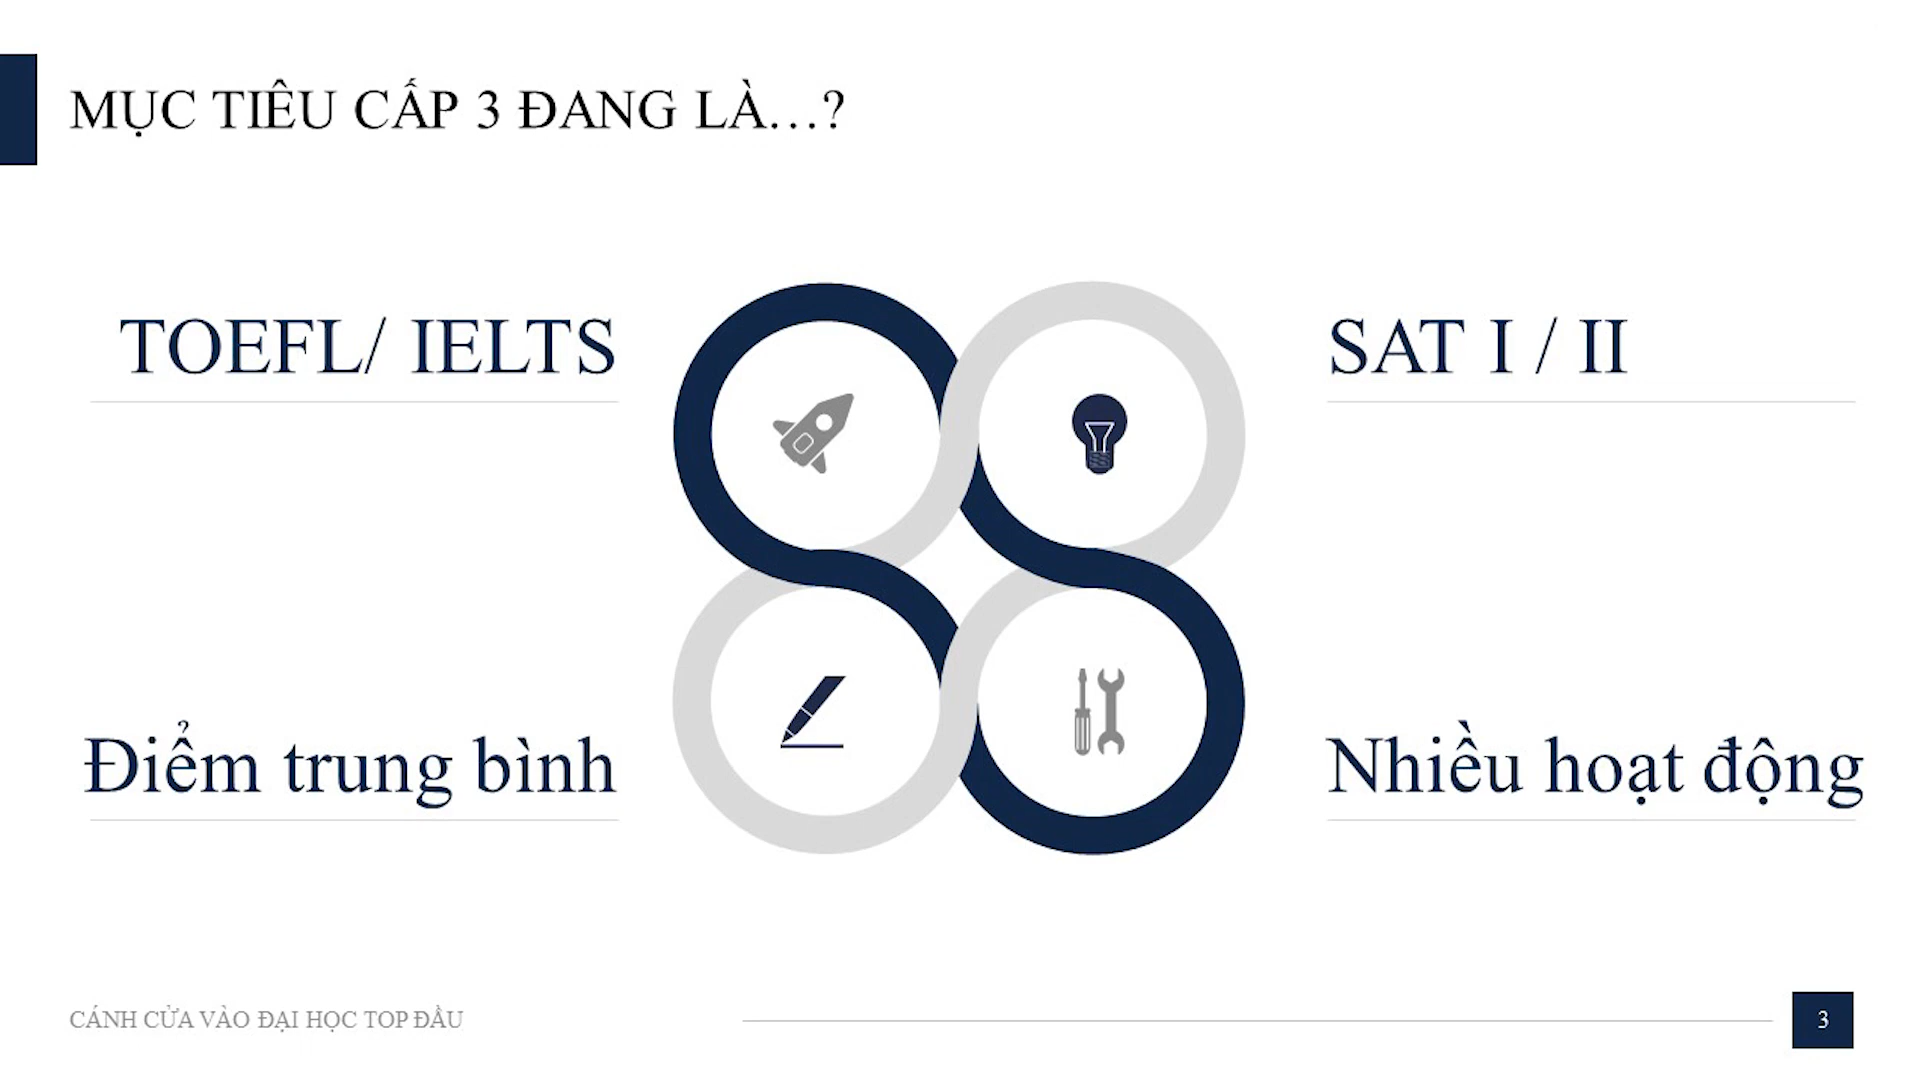 MỤC TIÊU CẤP 3 ĐANG LÀ…?
TOEFL/ IELTS
SAT I / II
Điểm trung bình
Nhiều hoạt động
CÁNH CỬA VÀO ĐẠI HỌC TOP ĐẦU
3